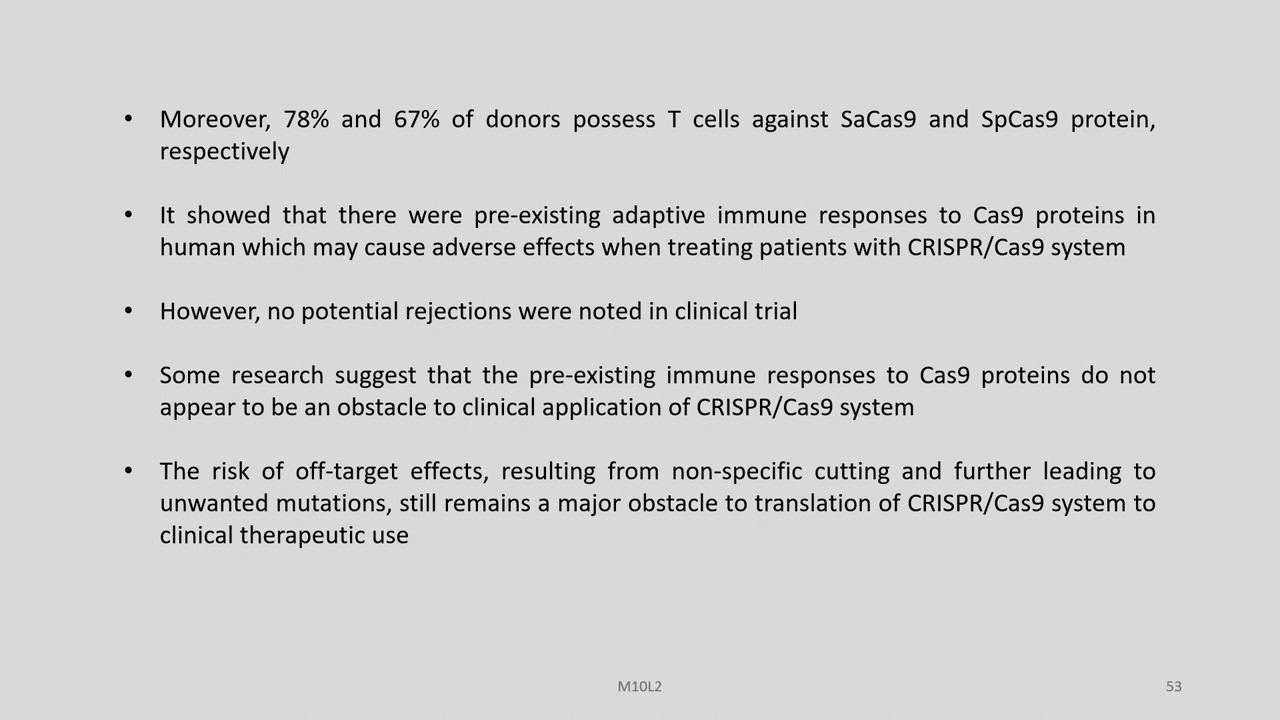 • Moreover, 78% and 67% of donors possess T cells against SaCas9 and SpCas9 protein,
respectively
• It showed that there were pre-existing adaptive immune responses to Cas9 proteins in
human which may cause adverse effects when treating patients with CRISPR/Cas9 system
• However, no potential rejections were noted in clinical trial
• Some research suggest that the pre-existing immune responses to Cas9 proteins do not
appear to be an obstacle to clinical application of CRISPR/Cas9 system
• The risk of off-target effects, resulting from non-specific cutting and further leading to
unwanted mutations, still remains a major obstacle to translation of CRISPR/Cas9 system to
clinical therapeutic use
M10L2
53